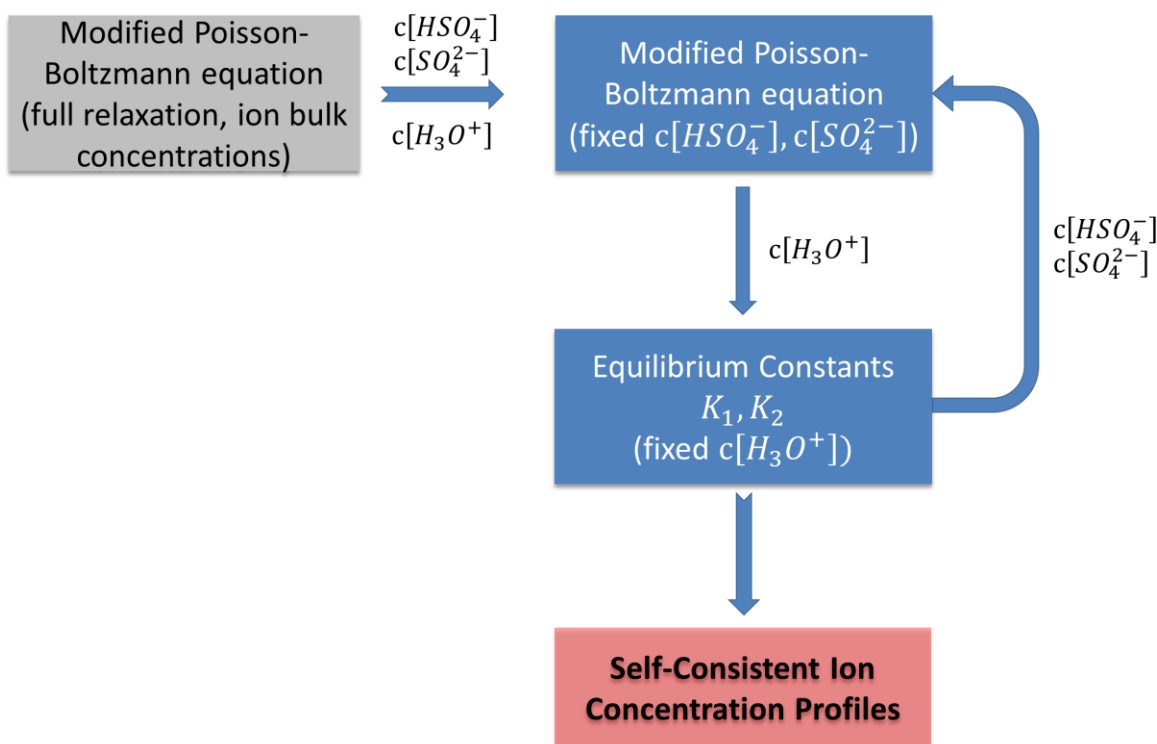 Modified Poisson-
Boltzmann equation
(full relaxation, ion bulk
concentrations)
c[HSO₄⁻]
c[SO₄²⁻]
c[H₃O⁺]
Modified Poisson-
Boltzmann equation
(fixed c[HSO₄⁻], c[SO₄²⁻])
c[H₃O⁺]
c[HSO₄⁻]
c[SO₄²⁻]
Equilibrium Constants
K₁, K₂
(fixed c[H₃O⁺])
Self-Consistent Ion
Concentration Profiles